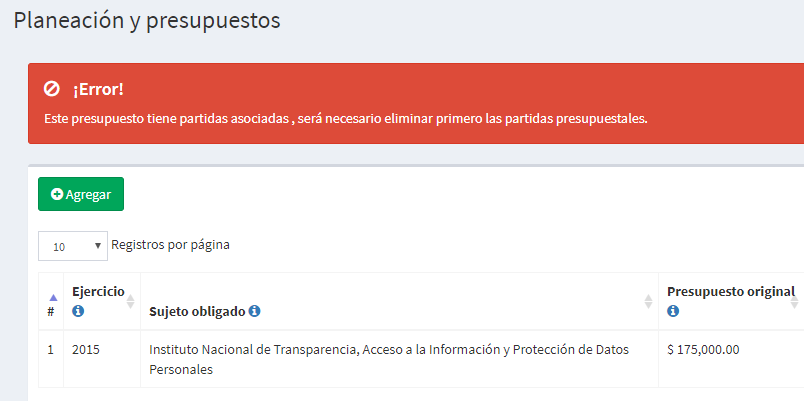 Planeación y presupuestos
¡Error!
Este presupuesto tiene partidas asociadas , será necesario eliminar primero las partidas presupuestales.
Agregar
10 Registros por página
# Ejercicio Sujeto obligado Presupuesto original
1 2015 Instituto Nacional de Transparencia, Acceso a la Información y Protección de Datos $ 175,000.00
Personales